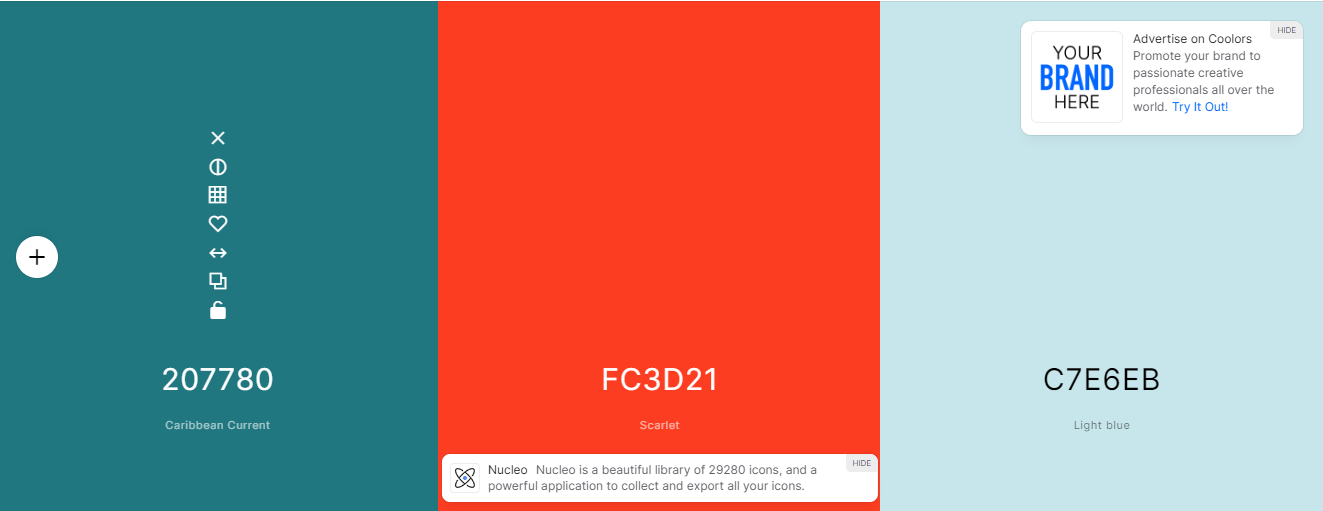 HIDE
YOUR
BRAND
HERE
Advertise on Coolors
Promote your brand to
passionate creative
professionals all over the
world. Try It Out!
207780
Caribbean Current
FC3D21
Scarlet
C7E6EB
Light blue
HIDE
Nucleo Nucleo is a beautiful library of 29280 icons, and a
powerful application to collect and export all your icons.